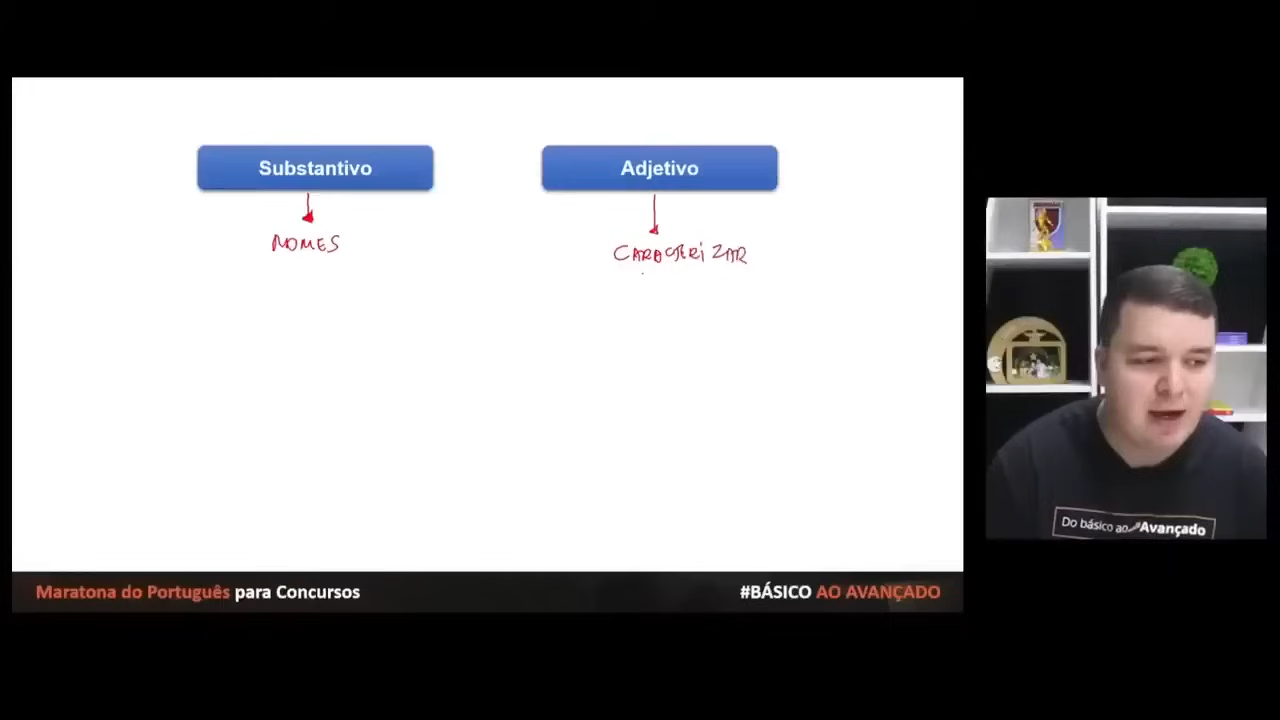 Substantivo
Adjetivo
NOMES
CARACTERIZAR
Do básico ao Avançado
Maratona do Português para Concursos
#BÁSICO AO AVANÇADO